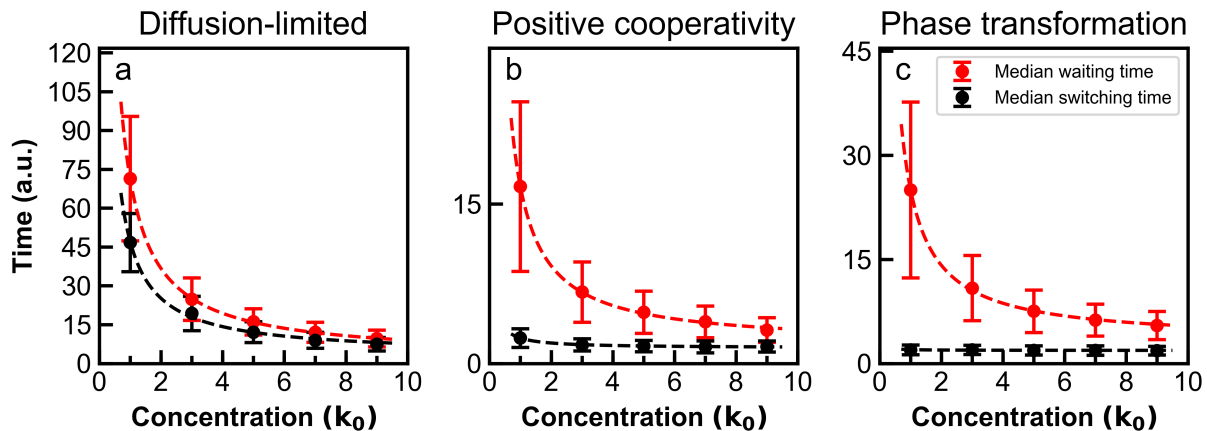 Diffusion-limited
Positive cooperativity
Phase transformation
a
b
c
Median waiting time
Median switching time
Time (a.u.)
120
105
90
75
60
45
30
15
0
0 2 4 6 8 10
Concentration (k₀)
15
0
0 2 4 6 8 10
Concentration (k₀)
45
30
15
0
0 2 4 6 8 10
Concentration (k₀)